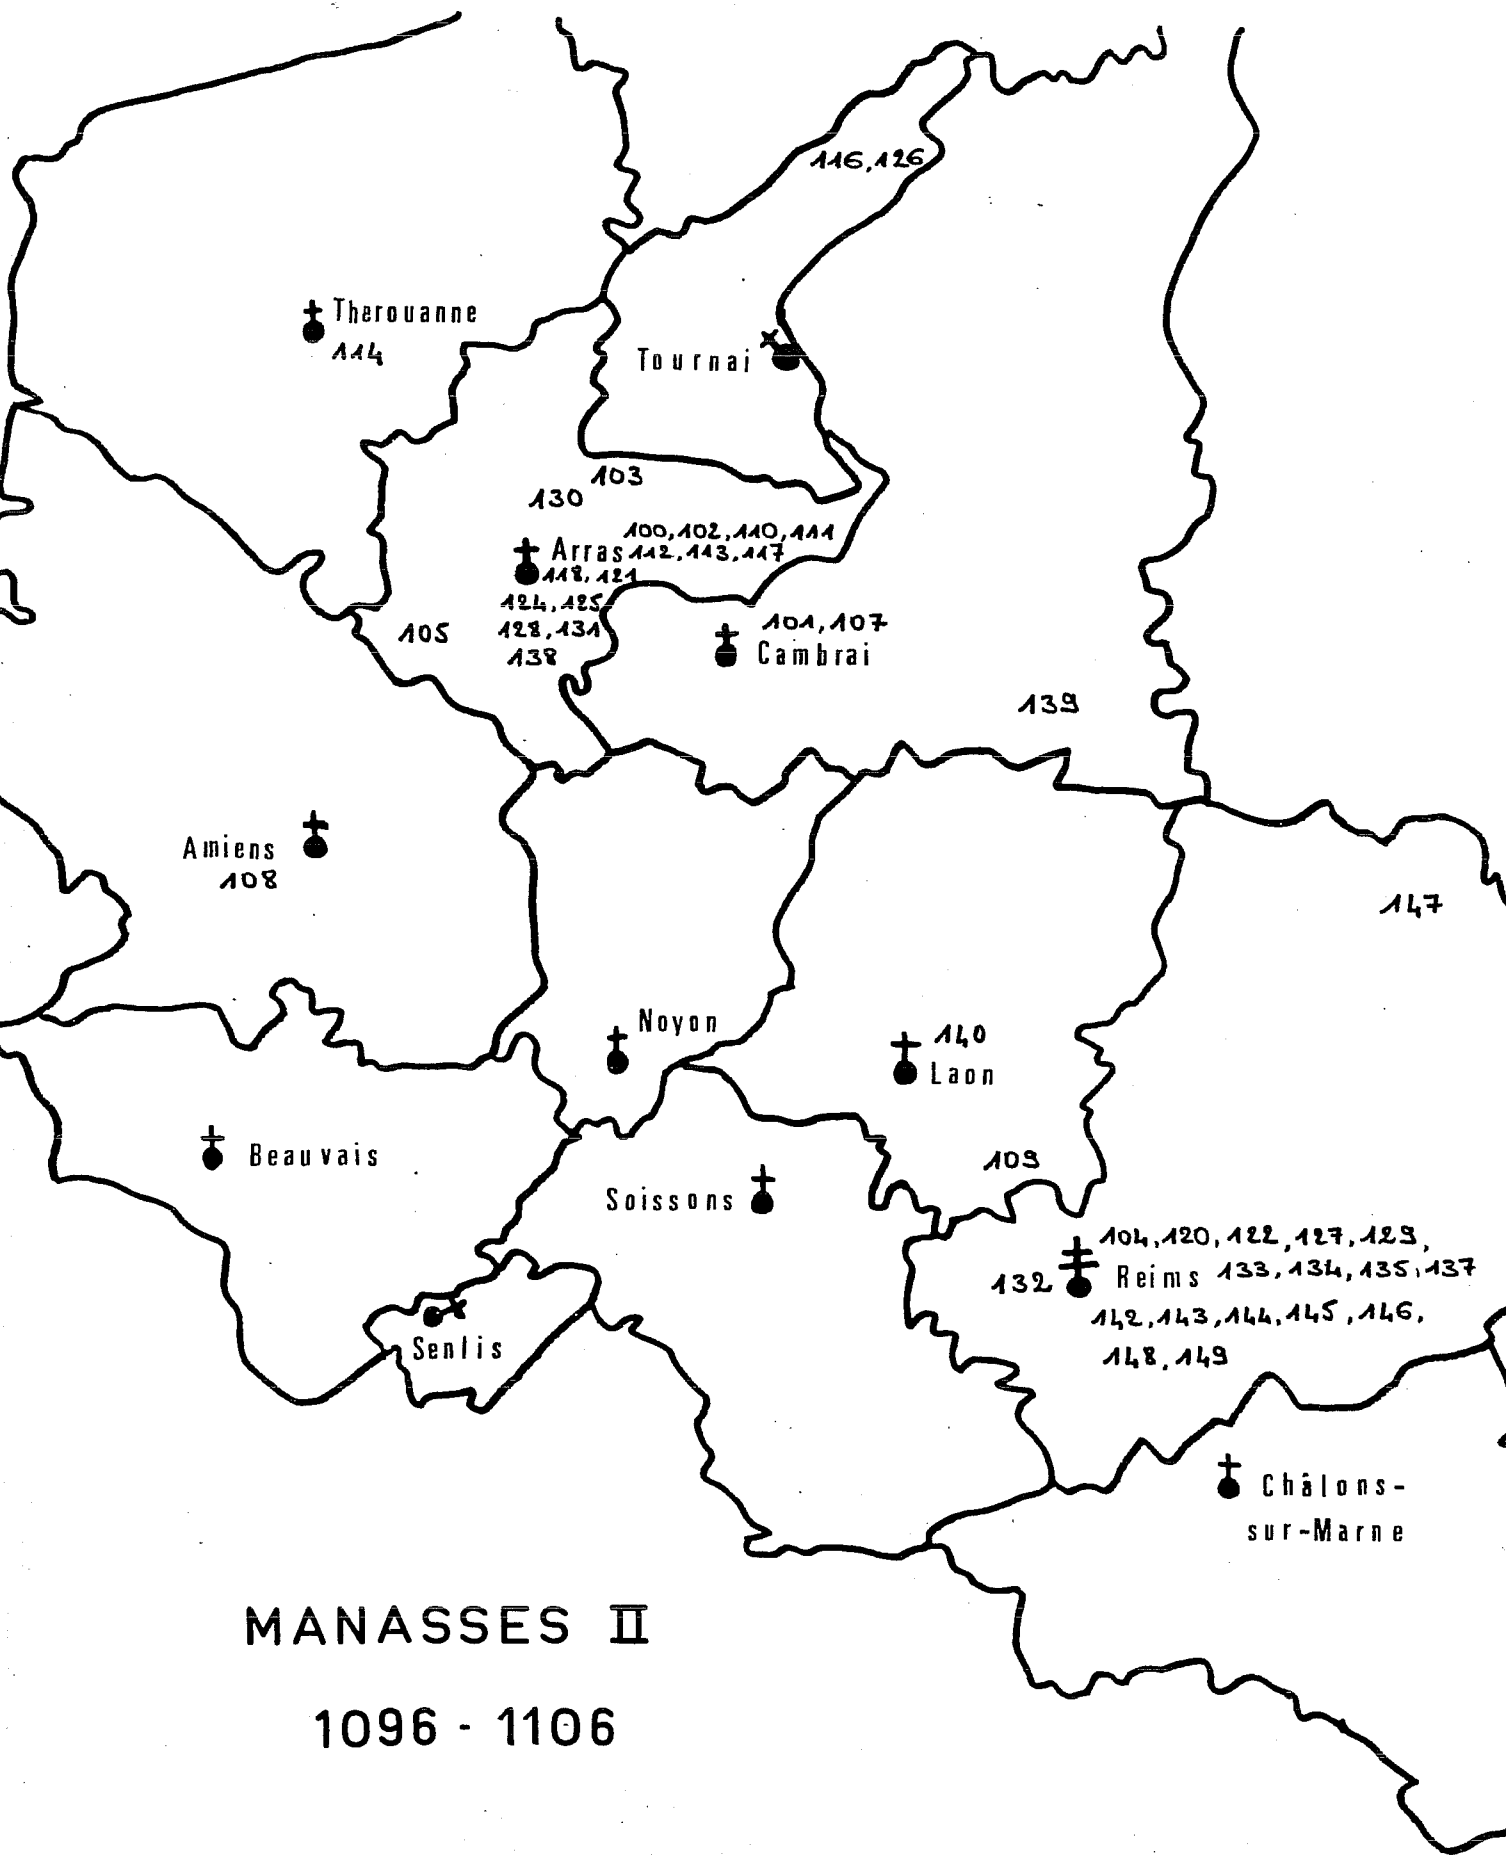 116,126
Therouanne
114
Tournai
103
130
100,102,110,111
Arras 112,113,117
118,121
124,125
128,131
138
105
101,107
Cambrai
139
Amiens
108
147
Noyon
140
Laon
Beauvais
109
Soissons
104,120,122,127,129,
132 Reims 133,134,135,137
142,143,144,145,146,
148,149
Senlis
Châlons-
sur-Marne
MANASSES II
1096 - 1106